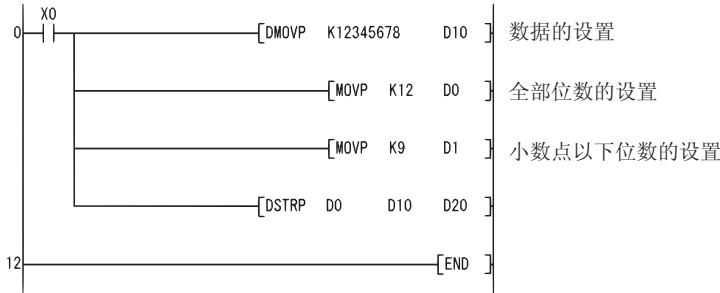 X0
0 DMOVP K12345678 D10 数据的设置
MOVP K12 D0 全部位数的设置
MOVP K9 D1 小数点以下位数的设置
DSTRP D0 D10 D20
12 END